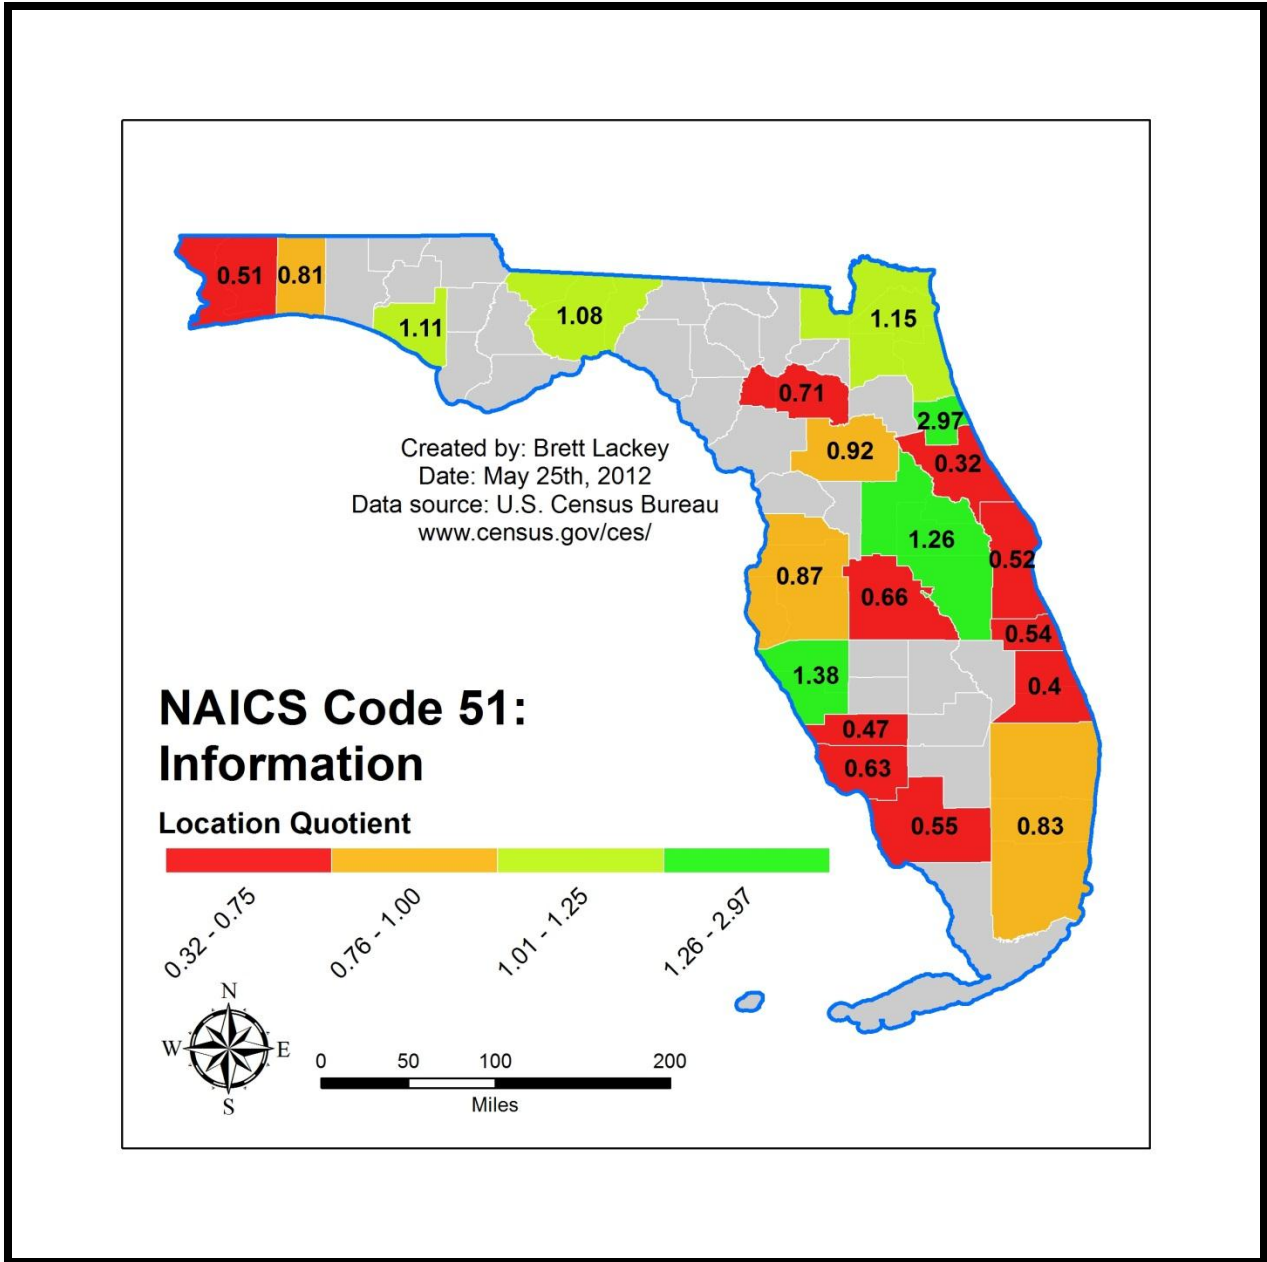 0.51
0.81
1.11
1.08
1.15
0.71
2.97
0.92
0.32
1.26
0.52
0.87
0.66
0.54
1.38
0.4
0.47
0.63
0.55
0.83
Created by: Brett Lackey
Date: May 25th, 2012
Data source: U.S. Census Bureau
www.census.gov/ces/
NAICS Code 51:
Information
Location Quotient
0.32 - 0.75
0.76 - 1.00
1.01 - 1.25
1.26 - 2.97
N
W
E
S
0 50 100 200
Miles